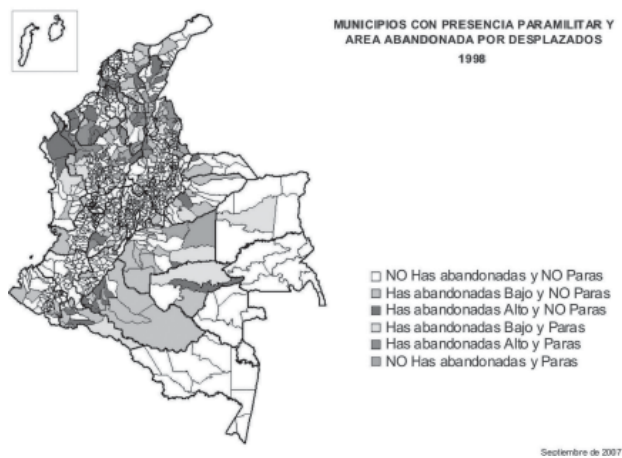 MUNICIPIOS CON PRESENCIA PARAMILITAR Y
AREA ABANDONADA POR DESPLAZADOS
1998
NO Has abandonadas y NO Paras
Has abandonadas Bajo y NO Paras
Has abandonadas Alto y NO Paras
Has abandonadas Bajo y Paras
Has abandonadas Alto y Paras
NO Has abandonadas y Paras
Septiembre de 2007